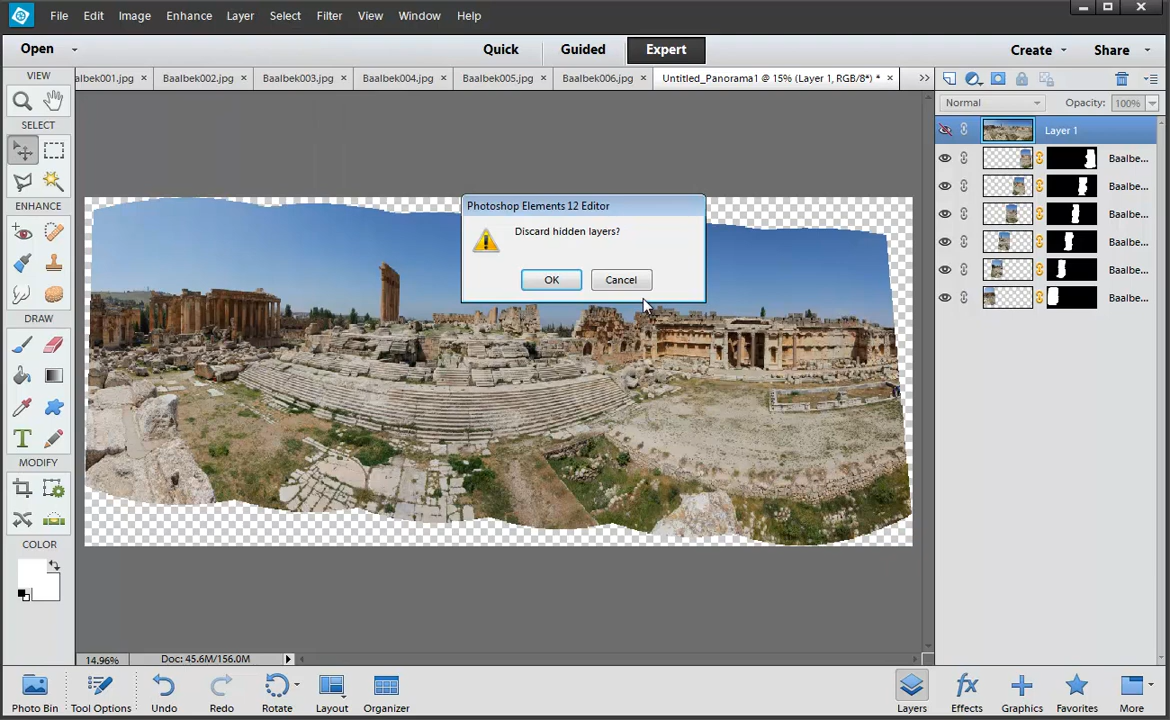 File Edit Image Enhance Layer Select Filter View Window Help
Open Quick Guided Expert Create Share
VIEW
albek001.jpg × Baalbek002.jpg × Baalbek003.jpg × Baalbek004.jpg × Baalbek005.jpg × Baalbek006.jpg × Untitled_Panorama1 @ 15% (Layer 1, RGB/8*) * ×
Normal Opacity: 100%
SELECT
Layer 1
Baalbe...
Baalbe...
Baalbe...
Baalbe...
Baalbe...
Baalbe...
ENHANCE
Photoshop Elements 12 Editor
Discard hidden layers?
OK Cancel
DRAW
T
MODIFY
COLOR
14.96% Doc: 45.6M/156.0M
Photo Bin Tool Options Undo Redo Rotate Layout Organizer Layers Effects Graphics Favorites More